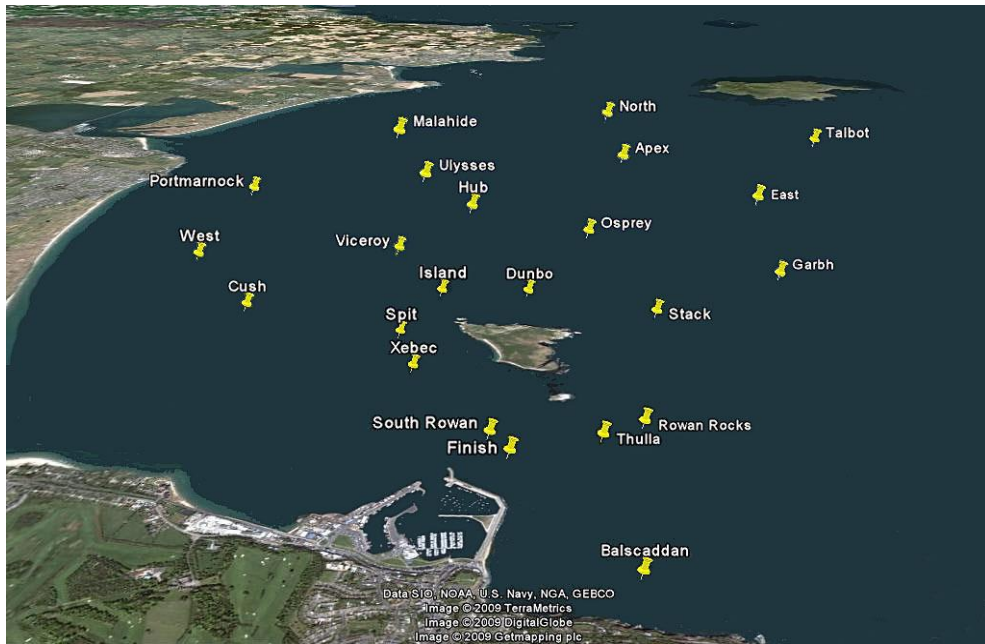 North
Malahide
Talbot
Apex
Ulysses
Portmarnock
Hub
East
Osprey
West
Viceroy
Garbh
Island
Dunbo
Cush
Stack
Spit
Xebec
South Rowan
Rowan Rocks
Thulla
Finish
Balscaddan
Data SIO, NOAA, U.S. Navy, NGA, GEBCO
Image © 2009 TerraMetrics
Image © 2009 DigitalGlobe
Image © 2009 Getmapping plc